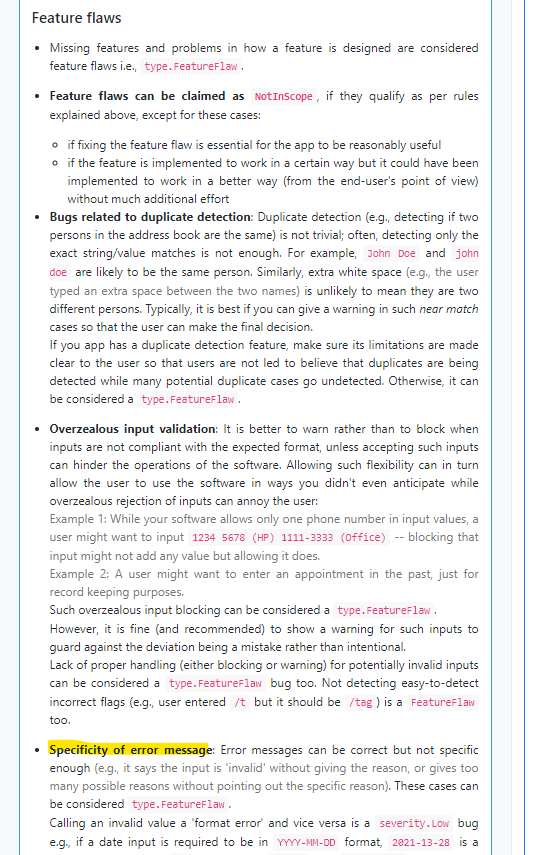 Feature flaws
• Missing features and problems in how a feature is designed are considered
feature flaws i.e., type.FeatureFlaw.
• Feature flaws can be claimed as NotInScope, if they qualify as per rules
explained above, except for these cases:
◦ if fixing the feature flaw is essential for the app to be reasonably useful
◦ if the feature is implemented to work in a certain way but it could have been
implemented to work in a better way (from the end-user's point of view)
without much additional effort
• Bugs related to duplicate detection: Duplicate detection (e.g., detecting if two
persons in the address book are the same) is not trivial; often, detecting only the
exact string/value matches is not enough. For example, John Doe and john
doe are likely to be the same person. Similarly, extra white space (e.g., the user
typed an extra space between the two names) is unlikely to mean they are two
different persons. Typically, it is best if you can give a warning in such near match
cases so that the user can make the final decision.
If you app has a duplicate detection feature, make sure its limitations are made
clear to the user so that users are not led to believe that duplicates are being
detected while many potential duplicate cases go undetected. Otherwise, it can
be considered a type.FeatureFlaw.
• Overzealous input validation: It is better to warn rather than to block when
inputs are not compliant with the expected format, unless accepting such inputs
can hinder the operations of the software. Allowing such flexibility can in turn
allow the user to use the software in ways you didn't even anticipate while
overzealous rejection of inputs can annoy the user:
Example 1: While your software allows only one phone number in input values, a
user might want to input 1234 5678 (HP) 1111-3333 (Office) -- blocking that
input might not add any value but allowing it does.
Example 2: A user might want to enter an appointment in the past, just for
record keeping purposes.
Such overzealous input blocking can be considered a type.FeatureFlaw.
However, it is fine (and recommended) to show a warning for such inputs to
guard against the deviation being a mistake rather than intentional.
Lack of proper handling (either blocking or warning) for potentially invalid inputs
can be considered a type.FeatureFlaw bug too. Not detecting easy-to-detect
incorrect flags (e.g., user entered /t but it should be /tag) is a FeatureFlaw
too.
• Specificity of error message: Error messages can be correct but not specific
enough (e.g., it says the input is 'invalid' without giving the reason, or gives too
many possible reasons without pointing out the specific reason). These cases can
be considered type.FeatureFlaw.
Calling an invalid value a 'format error' and vice versa is a severity.Low bug
e.g., if a date input is required to be in YYYY-MM-DD format, 2021-13-28 is a